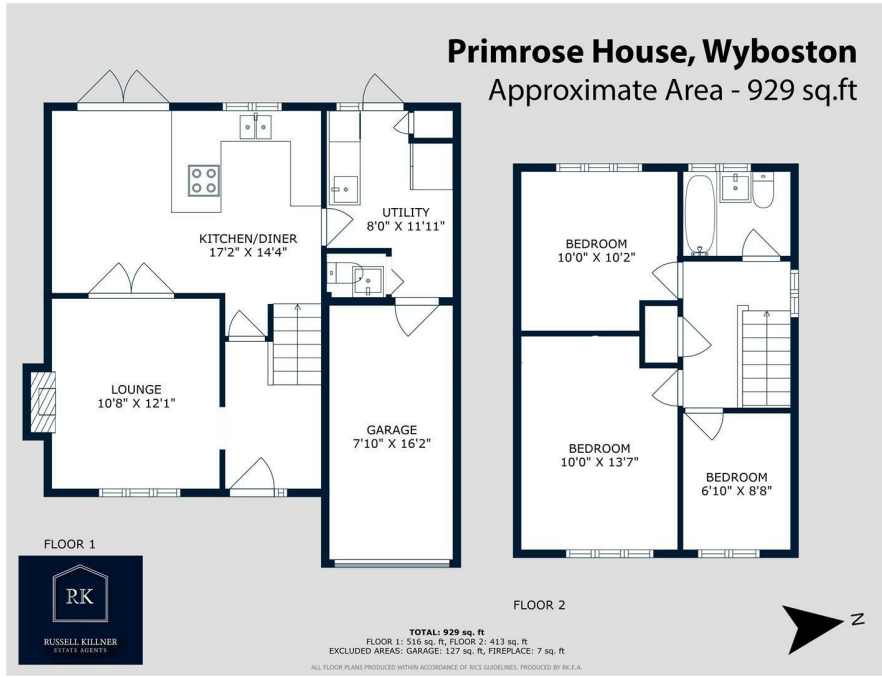 Primrose House, Wyboston
Approximate Area - 929 sq.ft
UTILITY
8'0" X 11'11"
KITCHEN/DINER
17'2" X 14'4"
BEDROOM
10'0" X 10'2"
LOUNGE
10'8" X 12'1"
GARAGE
7'10" X 16'2"
BEDROOM
10'0" X 13'7"
BEDROOM
6'10" X 8'8"
FLOOR 1
FLOOR 2
RK
RUSSELL KILLNER
ESTATE AGENTS
N
TOTAL: 929 sq. ft
FLOOR 1: 516 sq. ft, FLOOR 2: 413 sq. ft
EXCLUDED AREAS: GARAGE: 127 sq. ft, FIREPLACE: 7 sq. ft
ALL FLOOR PLANS PRODUCED WITHIN ACCORDANCE OF RICS GUIDELINES. PRODUCED BY RK.E.A.